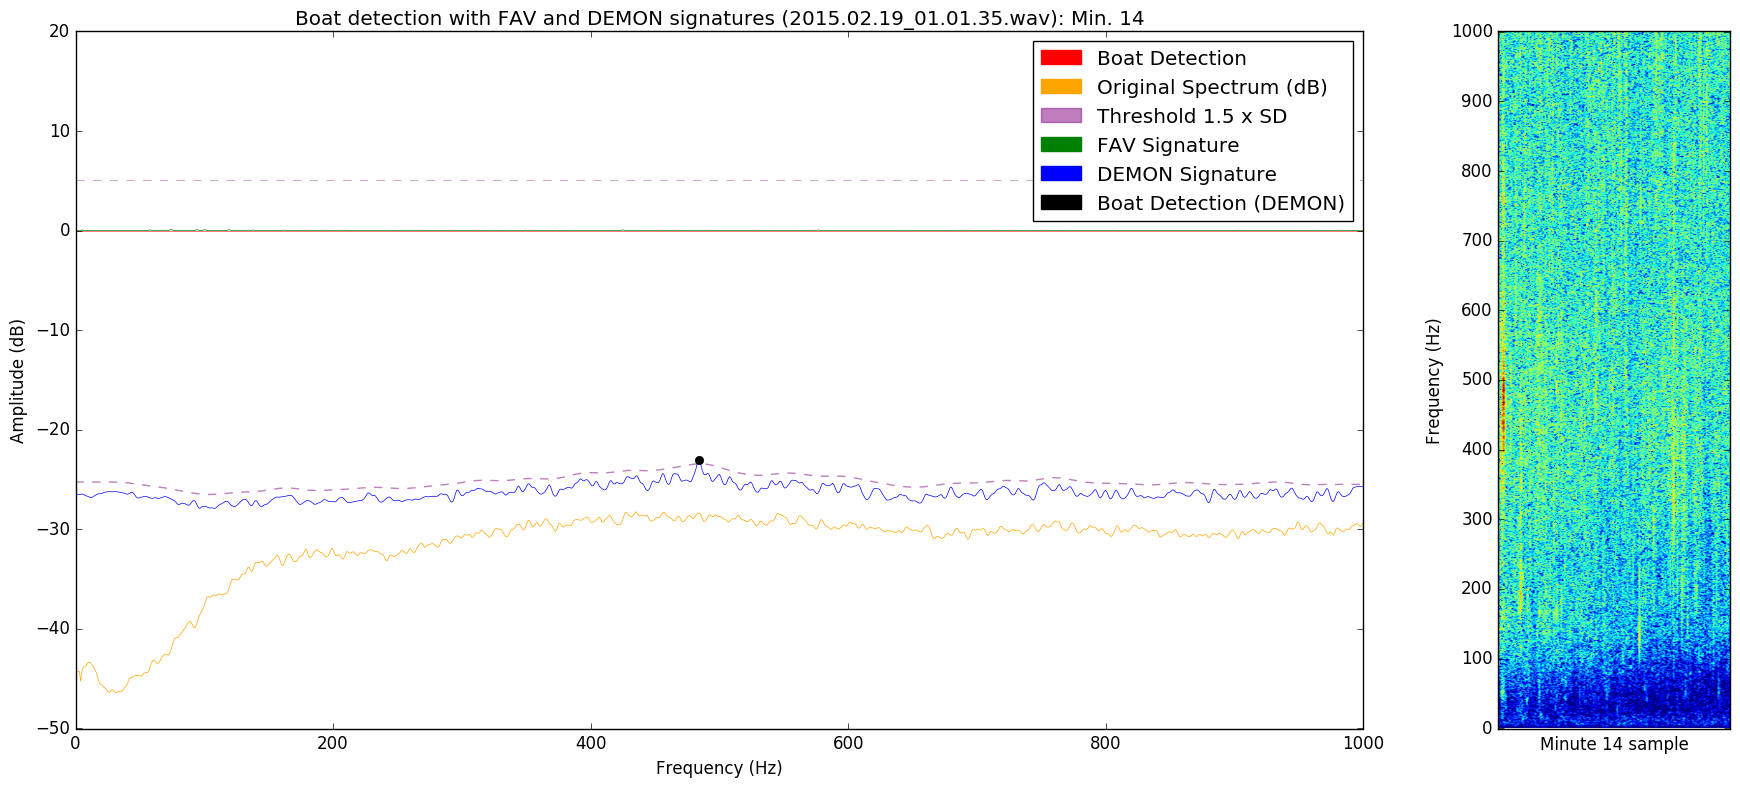 Boat detection with FAV and DEMON signatures (2015.02.19_01.01.35.wav): Min. 14
20
10
0
−10
−20
−30
−40
−50
Amplitude (dB)
0 200 400 600 800 1000
Frequency (Hz)
Boat Detection
Original Spectrum (dB)
Threshold 1.5 x SD
FAV Signature
DEMON Signature
Boat Detection (DEMON)
1000
900
800
700
600
500
400
300
200
100
0
Frequency (Hz)
Minute 14 sample